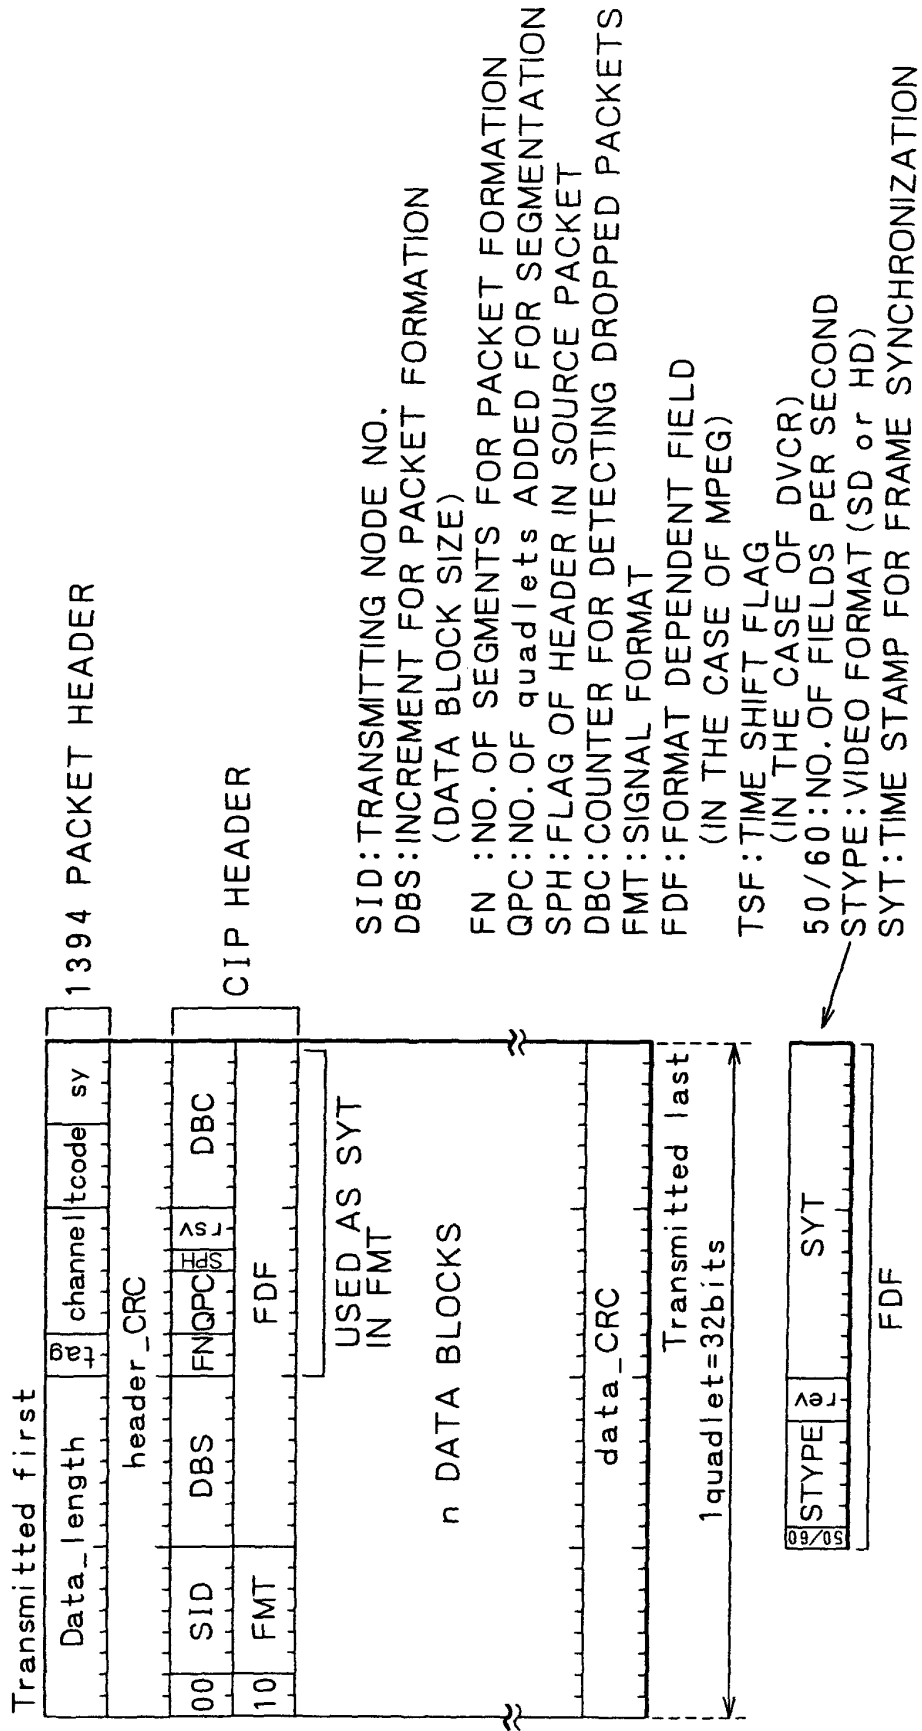 Transmitted first
Data_length tag channel tcode sy
1394 PACKET HEADER
header_CRC
00 SID DBS FN QPC SPH rsv DBC
10 FMT FDF
CIP HEADER
USED AS SYT
IN FMT
n DATA BLOCKS
data_CRC
Transmitted last
1quadlet=32bits
50/60 STYPE rev SYT
FDF
SID:TRANSMITTING NODE NO.
DBS:INCREMENT FOR PACKET FORMATION
(DATA BLOCK SIZE)
FN :NO. OF SEGMENTS FOR PACKET FORMATION
QPC:NO. OF quadlets ADDED FOR SEGMENTATION
SPH:FLAG OF HEADER IN SOURCE PACKET
DBC:COUNTER FOR DETECTING DROPPED PACKETS
FMT:SIGNAL FORMAT
FDF:FORMAT DEPENDENT FIELD
(IN THE CASE OF MPEG)
TSF:TIME SHIFT FLAG
(IN THE CASE OF DVCR)
50/60:NO. OF FIELDS PER SECOND
STYPE:VIDEO FORMAT(SD or HD)
SYT:TIME STAMP FOR FRAME SYNCHRONIZATION